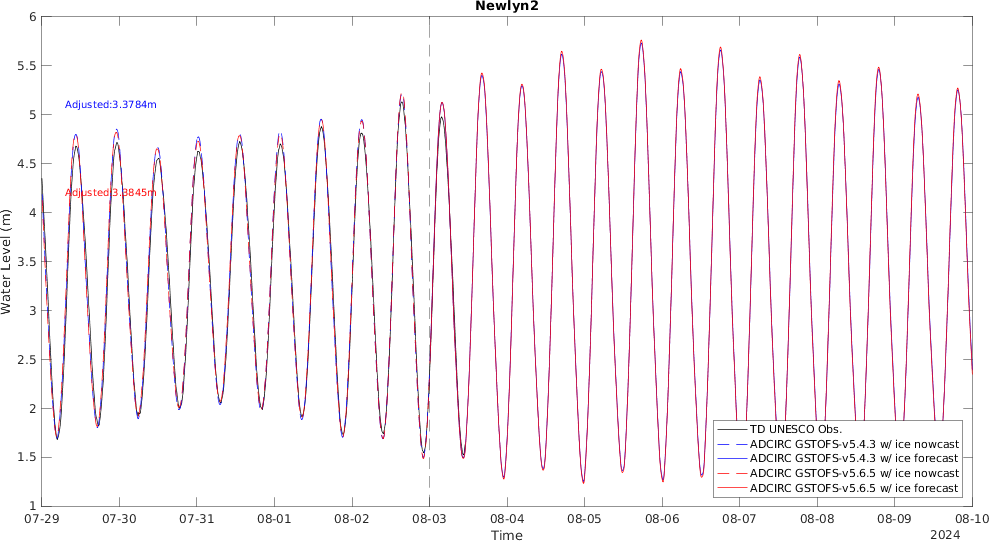 Newlyn2
6
5.5
5
4.5
4
3.5
3
2.5
2
1.5
1
Water Level (m)
Adjusted:3.3784m
Adjusted:3.3845m
TD UNESCO Obs.
ADCIRC GSTOFS-v5.4.3 w/ ice nowcast
ADCIRC GSTOFS-v5.4.3 w/ ice forecast
ADCIRC GSTOFS-v5.6.5 w/ ice nowcast
ADCIRC GSTOFS-v5.6.5 w/ ice forecast
07-29 07-30 07-31 08-01 08-02 08-03 08-04 08-05 08-06 08-07 08-08 08-09 08-10
Time
2024